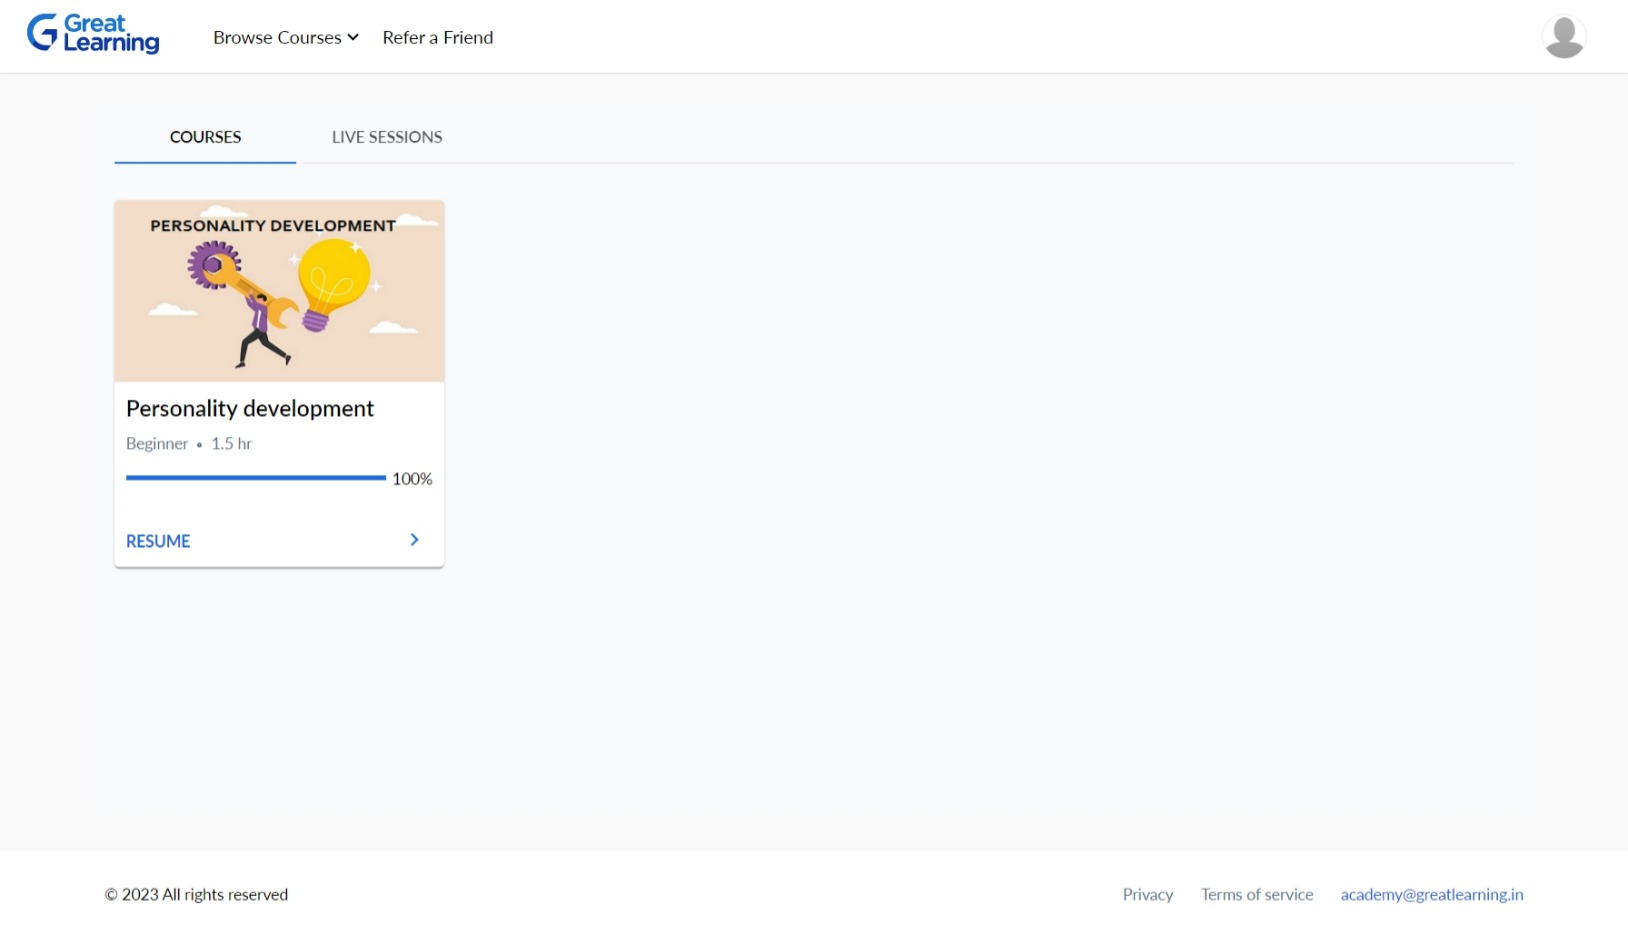 Great
Learning
Browse Courses
Refer a Friend
COURSES
LIVE SESSIONS
PERSONALITY DEVELOPMENT
Personality development
Beginner • 1.5 hr
100%
RESUME
© 2023 All rights reserved
Privacy
Terms of service
academy@greatlearning.in